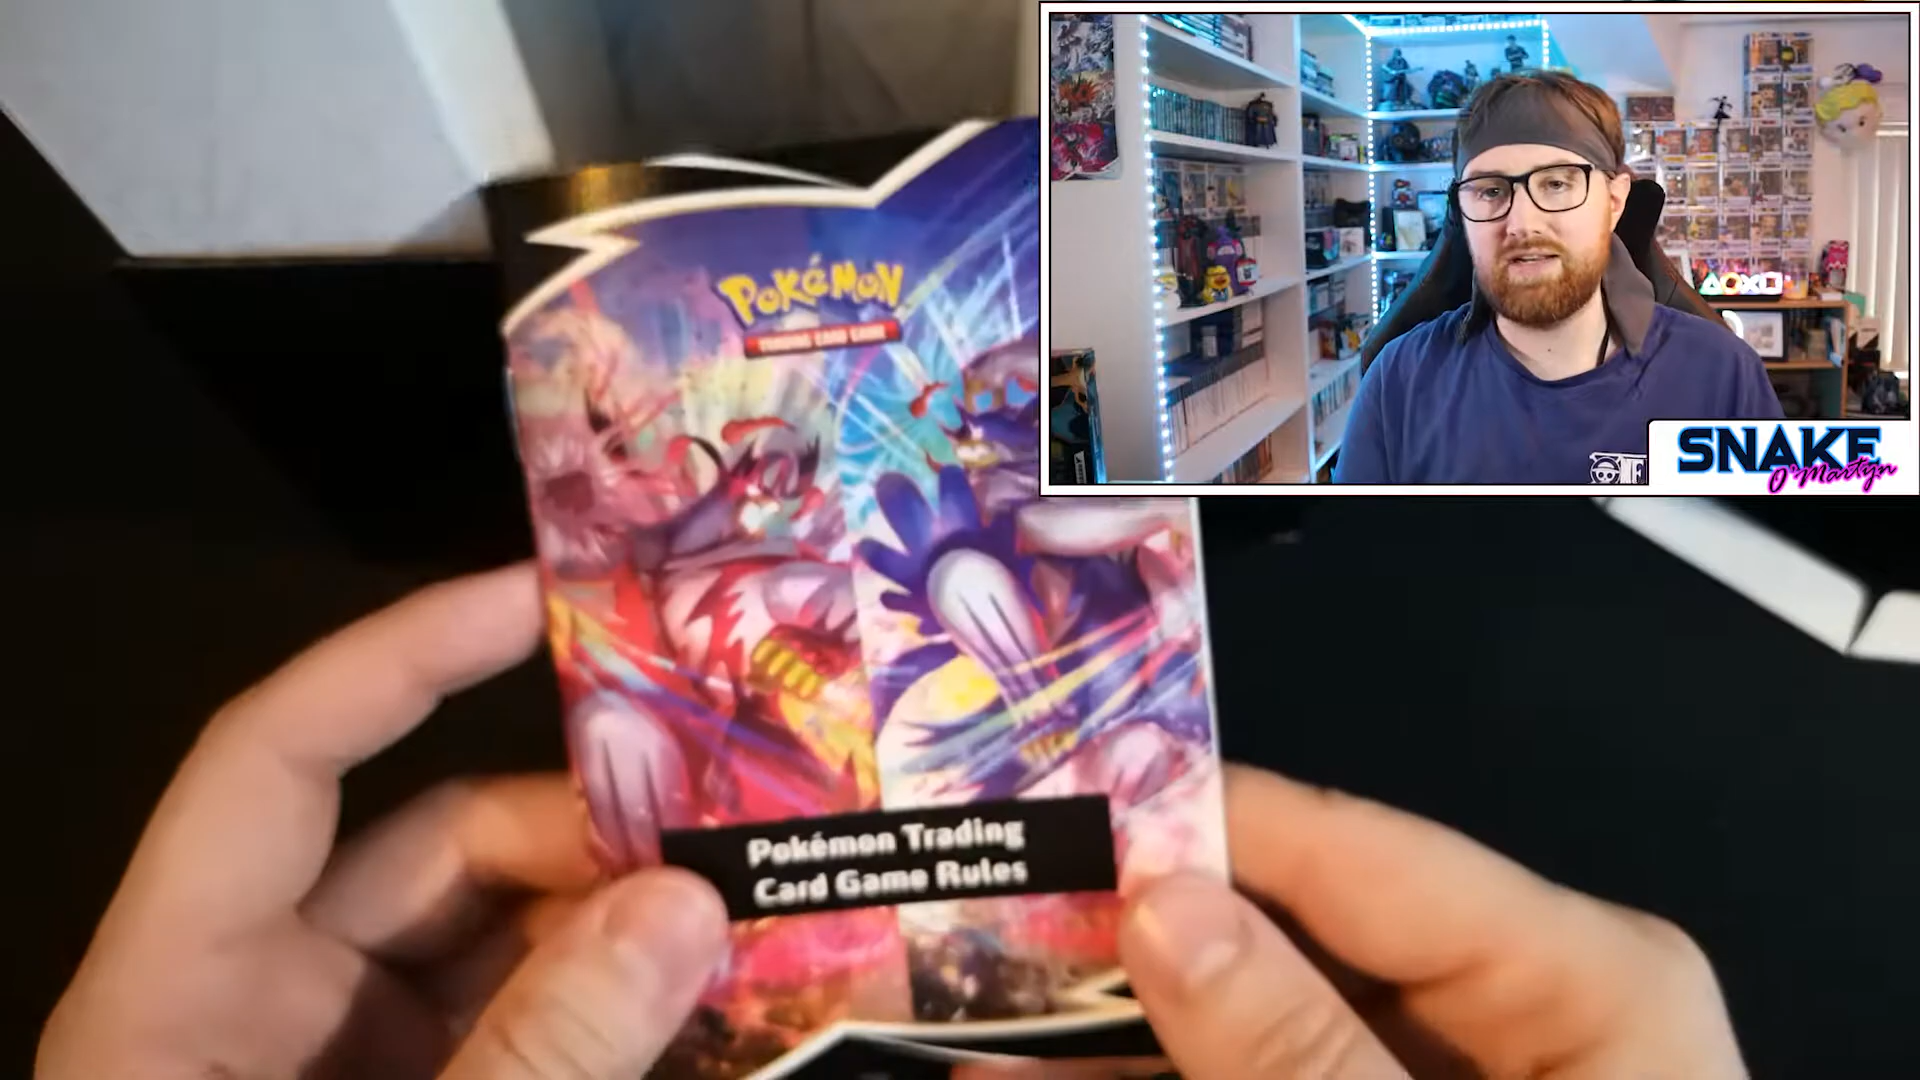 POKéMON
TRADING CARD GAME
Pokémon Trading
Card Game Rules
SNAKE
O'Martyn